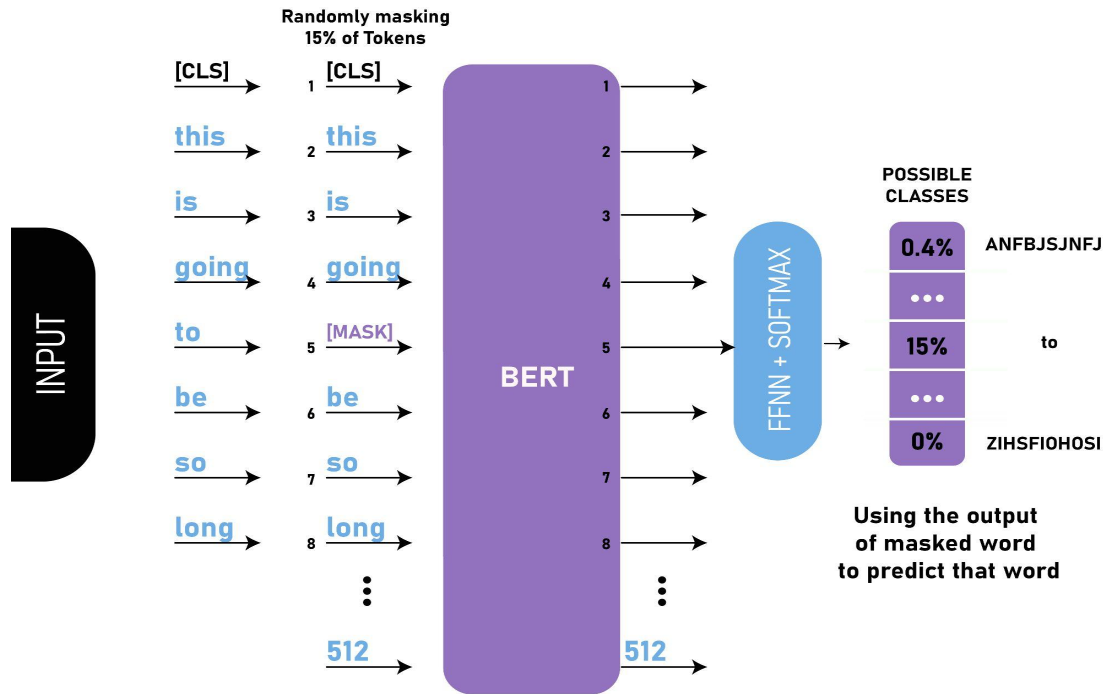 Randomly masking
15% of Tokens
[CLS]
1
[CLS]
1
this
2
this
2
is
3
is
3
going
4
going
4
to
5
[MASK]
5
be
6
be
6
so
7
so
7
long
8
long
8
512
512
INPUT
BERT
FFNN + SOFTMAX
POSSIBLE
CLASSES
0.4%
ANFBJSJNFJ
15%
to
0%
ZIHSFIOHOSI
Using the output
of masked word
to predict that word